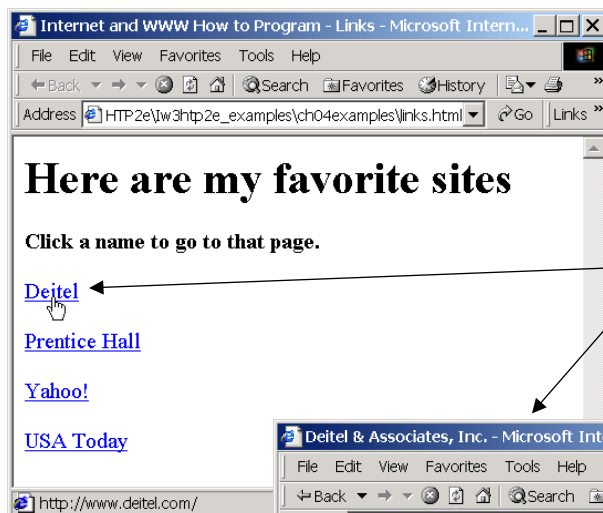 Internet and WWW How to Program - Links - Microsoft Intern...
File Edit View Favorites Tools Help
Back Search Favorites History »
Address HTP2e\Iw3htp2e_examples\ch04examples\links.html Go Links »
Here are my favorite sites
Click a name to go to that page.
Deitel
Prentice Hall
Yahoo!
USA Today
http://www.deitel.com/
Deitel & Associates, Inc. - Microsoft Int
File Edit View Favorites Tools Help
Back Search